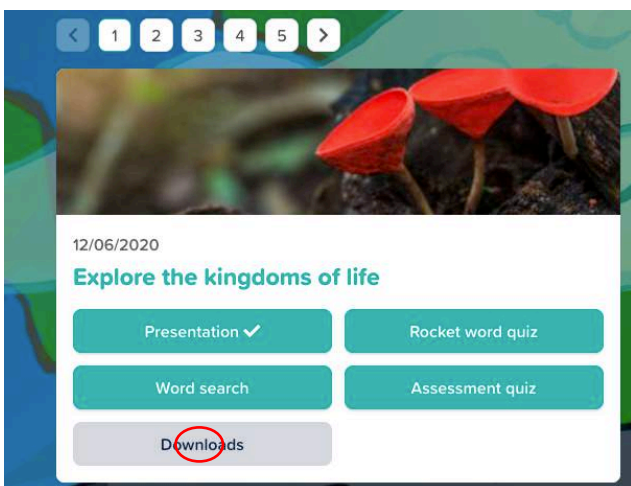 1 2 3 4 5
12/06/2020
Explore the kingdoms of life
Presentation ✓ Rocket word quiz
Word search Assessment quiz
Downloads